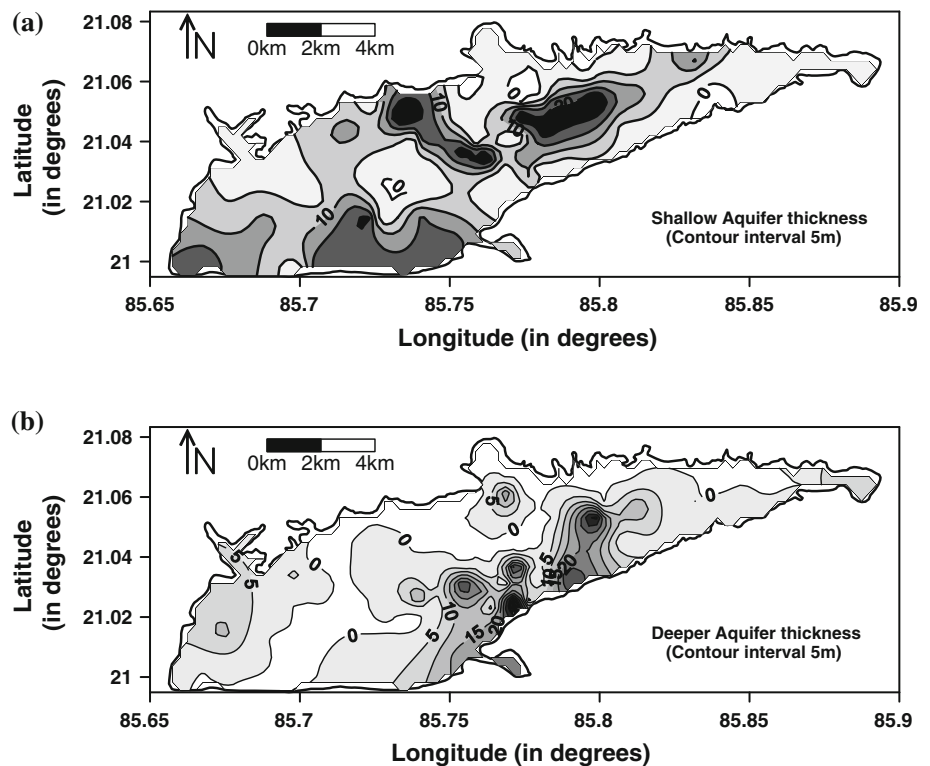 (a)
21.08
21.06
21.04
21.02
21
Latitude
(in degrees)
N
0km 2km 4km
0
10
20
0
0
10
Shallow Aquifer thickness
(Contour interval 5m)
85.65 85.7 85.75 85.8 85.85 85.9
Longitude (in degrees)
(b)
21.08
21.06
21.04
21.02
21
Latitude
(in degrees)
N
0km 2km 4km
5
0
0
0
5
5
0
5
10
15
20
10
0
5
15
20
Deeper Aquifer thickness
(Contour interval 5m)
85.65 85.7 85.75 85.8 85.85 85.9
Longitude (in degrees)